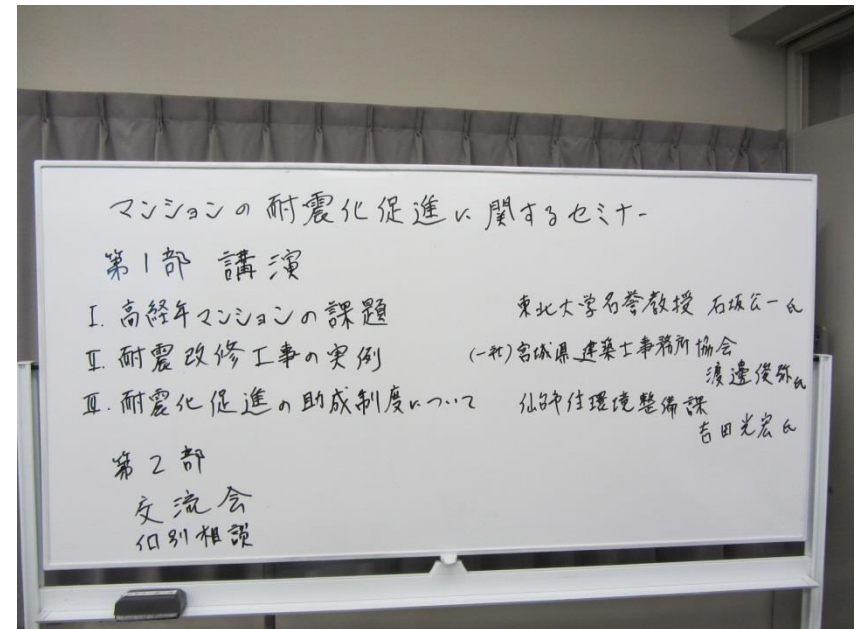 マンションの耐震化促進に関するセミナー
第1部 講演
I. 高経年マンションの課題 東北大学名誉教授 石坂公一氏
II. 耐震改修工事の実例 (一社)宮城県建築士事務所協会
渡邉俊弥氏
III. 耐震化促進の助成制度について 仙台市住環境整備課
吉田光宏氏
第2部
交流会
個別相談